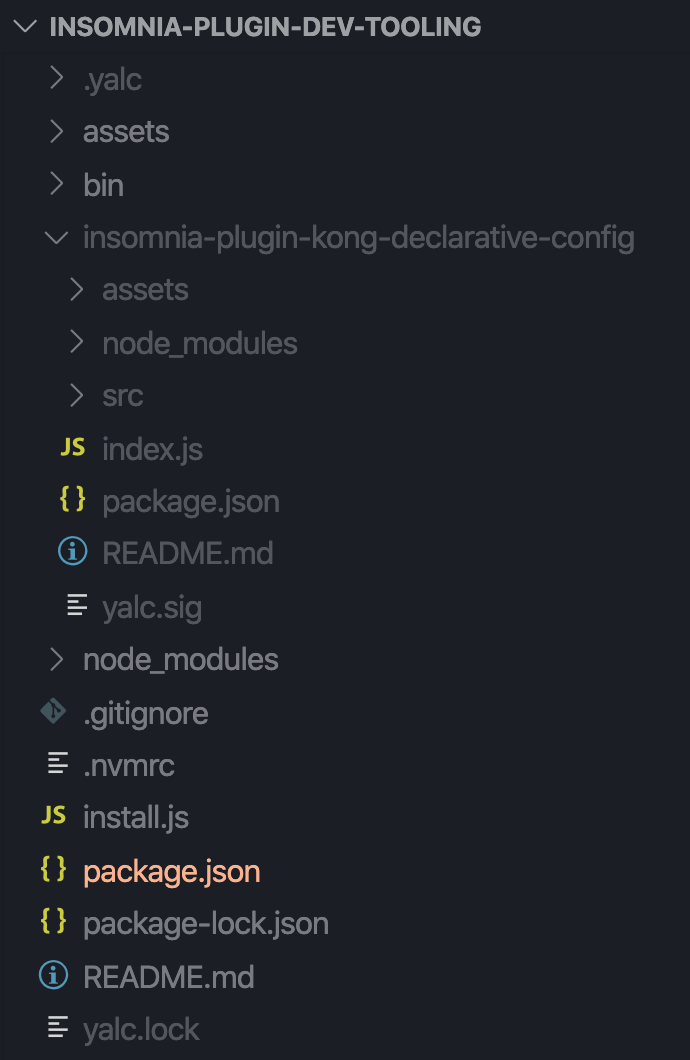 INSOMNIA-PLUGIN-DEV-TOOLING
.yalc
assets
bin
insomnia-plugin-kong-declarative-config
assets
node_modules
src
JS index.js
{ } package.json
README.md
yalc.sig
node_modules
.gitignore
.nvmrc
JS install.js
{ } package.json
{ } package-lock.json
README.md
yalc.lock